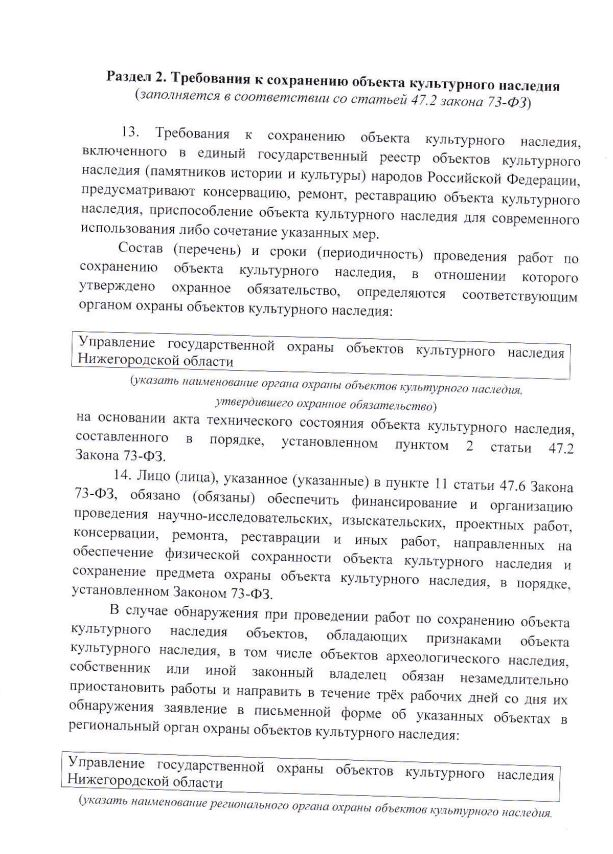 Раздел 2. Требования к сохранению объекта культурного наследия
(заполняется в соответствии со статьей 47.2 закона 73-ФЗ)
13. Требования к сохранению объекта культурного наследия,
включенного в единый государственный реестр объектов культурного
наследия (памятников истории и культуры) народов Российской Федерации,
предусматривают консервацию, ремонт, реставрацию объекта культурного
наследия, приспособление объекта культурного наследия для современного
использования либо сочетание указанных мер.
Состав (перечень) и сроки (периодичность) проведения работ по
сохранению объекта культурного наследия, в отношении которого
утверждено охранное обязательство, определяются соответствующим
органом охраны объектов культурного наследия:
Управление государственной охраны объектов культурного наследия
Нижегородской области
(указать наименование органа охраны объектов культурного наследия,
утвердившего охранное обязательство)
на основании акта технического состояния объекта культурного наследия,
составленного в порядке, установленном пунктом 2 статьи 47.2
Закона 73-ФЗ.
14. Лицо (лица), указанное (указанные) в пункте 11 статьи 47.6 Закона
73-ФЗ, обязано (обязаны) обеспечить финансирование и организацию
проведения научно-исследовательских, изыскательских, проектных работ,
консервации, ремонта, реставрации и иных работ, направленных на
обеспечение физической сохранности объекта культурного наследия и
сохранение предмета охраны объекта культурного наследия, в порядке,
установленном Законом 73-ФЗ.
В случае обнаружения при проведении работ по сохранению объекта
культурного наследия объектов, обладающих признаками объекта
культурного наследия, в том числе объектов археологического наследия,
собственник или иной законный владелец обязан незамедлительно
приостановить работы и направить в течение трёх рабочих дней со дня их
обнаружения заявление в письменной форме об указанных объектах в
региональный орган охраны объектов культурного наследия:
Управление государственной охраны объектов культурного наследия
Нижегородской области
(указать наименование регионального органа охраны объектов культурного наследия.